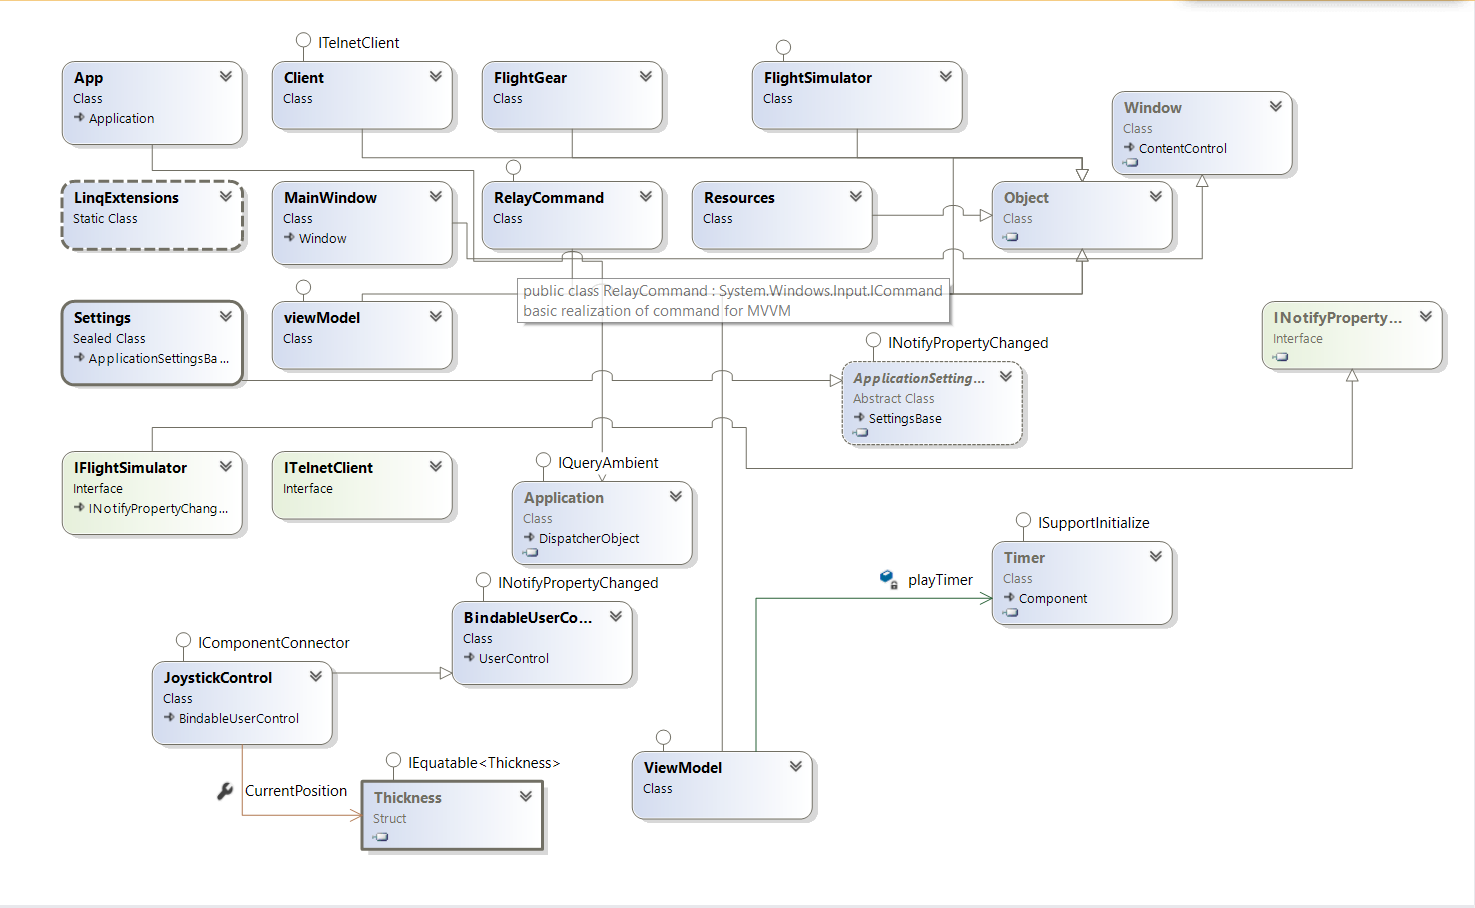 ITelnetClient
App
Class
Application
Client
Class
FlightGear
Class
FlightSimulator
Class
Window
Class
ContentControl
LinqExtensions
Static Class
MainWindow
Class
Window
RelayCommand
Class
Resources
Class
Object
Class
public class RelayCommand : System.Windows.Input.ICommand
basic realization of command for MVVM
Settings
Sealed Class
ApplicationSettingsBa...
viewModel
Class
INotifyPropertyChanged
ApplicationSetting...
Abstract Class
SettingsBase
INotifyProperty...
Interface
IFlightSimulator
Interface
INotifyPropertyChang...
ITelnetClient
Interface
IQueryAmbient
Application
Class
DispatcherObject
ISupportInitialize
Timer
Class
Component
playTimer
INotifyPropertyChanged
BindableUserCo...
Class
UserControl
IComponentConnector
JoystickControl
Class
BindableUserControl
CurrentPosition
IEquatable<Thickness>
Thickness
Struct
ViewModel
Class